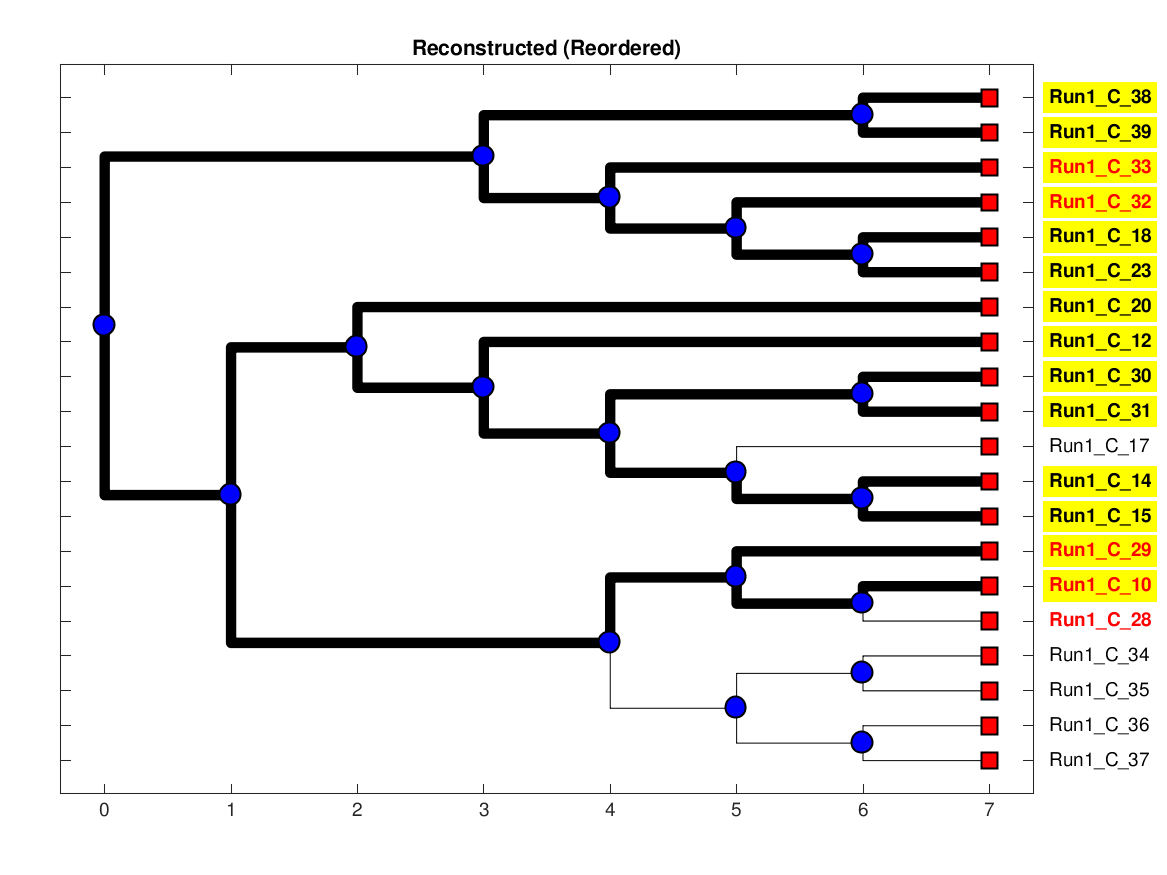 Reconstructed (Reordered)
Run1_C_38
Run1_C_39
Run1_C_33
Run1_C_32
Run1_C_18
Run1_C_23
Run1_C_20
Run1_C_12
Run1_C_30
Run1_C_31
Run1_C_17
Run1_C_14
Run1_C_15
Run1_C_29
Run1_C_10
Run1_C_28
Run1_C_34
Run1_C_35
Run1_C_36
Run1_C_37
0 1 2 3 4 5 6 7